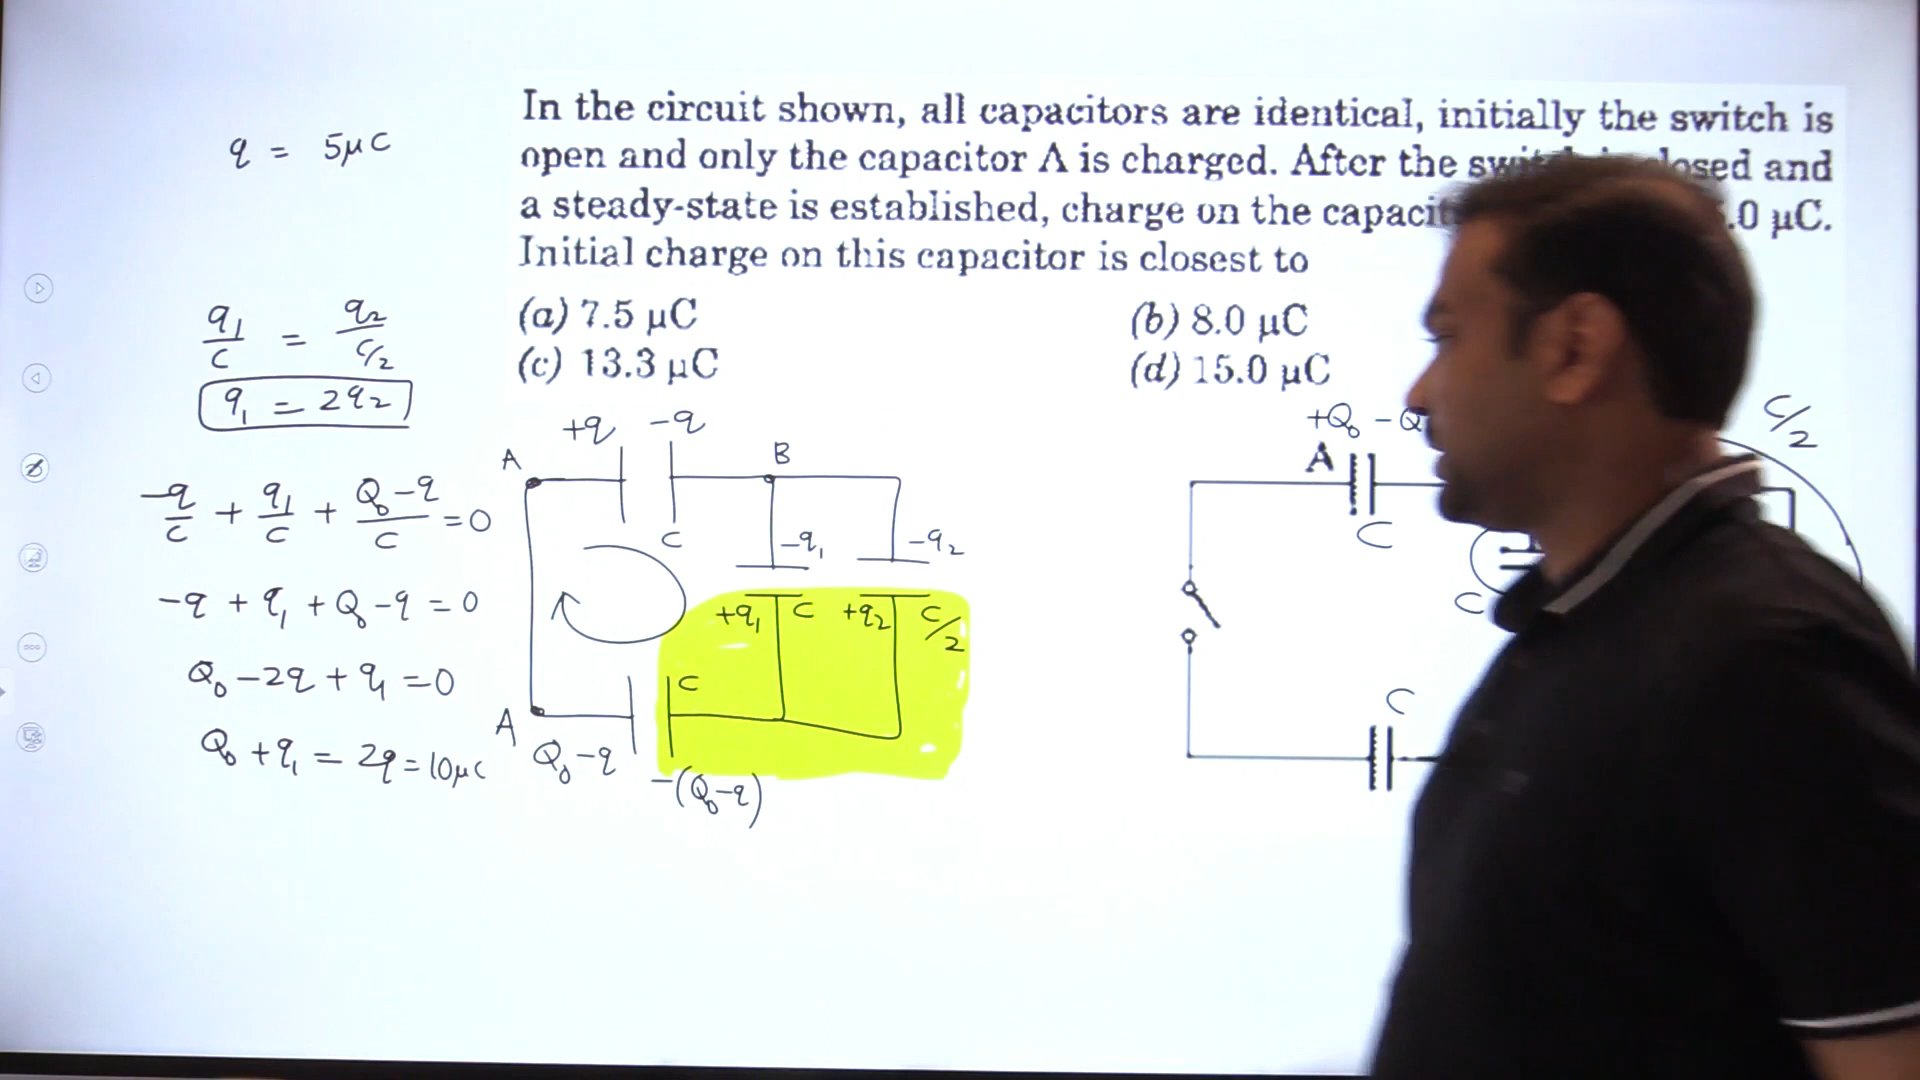 In the circuit shown, all capacitors are identical, initially the switch is
open and only the capacitor A is charged. After the closed and
a steady-state is established, charge on the .0 μC.
Initial charge on this capacitor is closest to
(a) 7.5 μC
(b) 8.0 μC
(c) 13.3 μC
(d) 15.0 μC
q = 5μC
q₁/C = q₂/C/2
q₁ = 2q₂
-q/C + q₁/C + Q₀-q/C = 0
-q + q₁ + Q₀ - q = 0
Q₀ - 2q + q₁ = 0
Q₀ + q₁ = 2q = 10μC
+q -q
A B
C -q₁ -q₂
+q₁ C +q₂ C/2
C
A Q₀-q
-(Q₀-q)
+Q₀ -Q
C/2
A
C
C
C